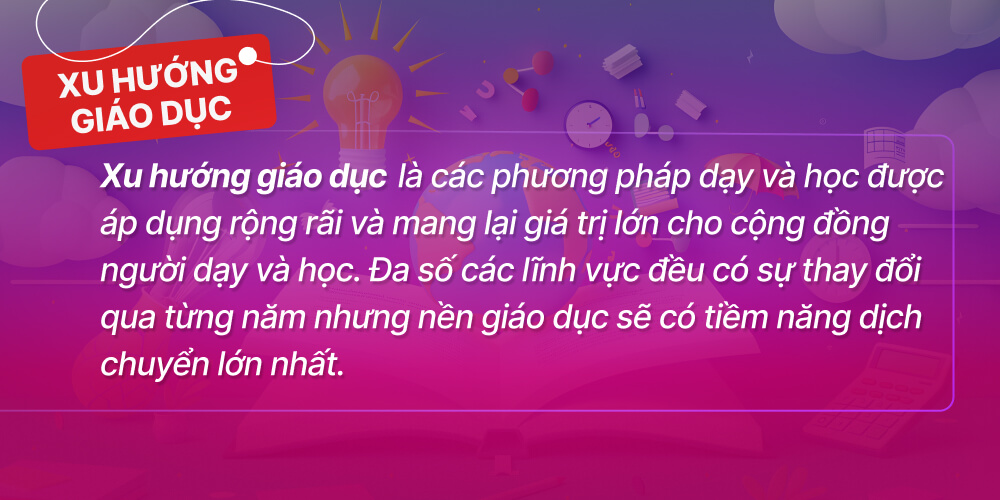 XU HƯỚNG
GIÁO DỤC
Xu hướng giáo dục là các phương pháp dạy và học được
áp dụng rộng rãi và mang lại giá trị lớn cho cộng đồng
người dạy và học. Đa số các lĩnh vực đều có sự thay đổi
qua từng năm nhưng nền giáo dục sẽ có tiềm năng dịch
chuyển lớn nhất.